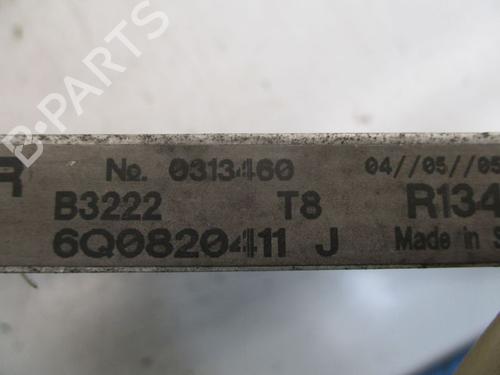 B-PARTS
R No. 0313460 04//05//05
B3222 T8 R134
6Q0820411 J Made in S